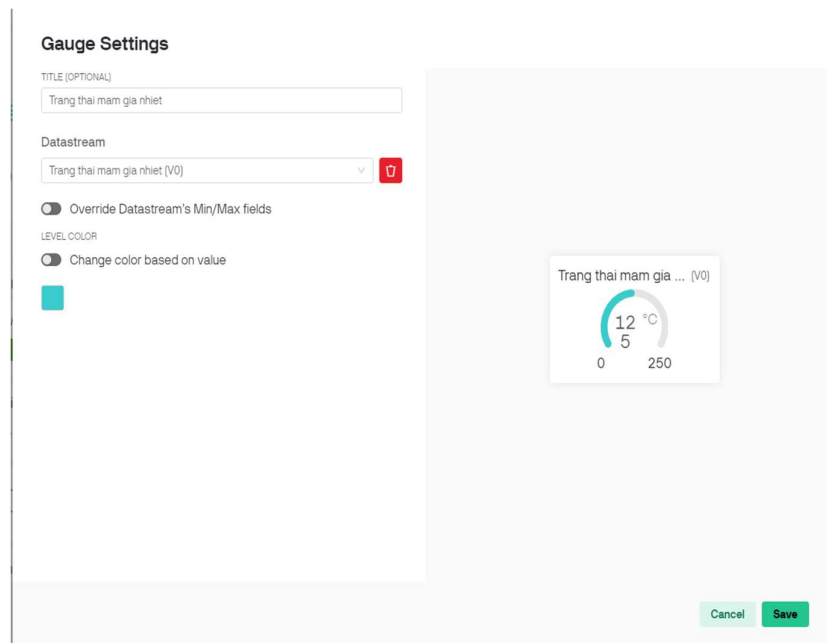 Gauge Settings
TITLE (OPTIONAL)
Trang thai mam gia nhiet
Datastream
Trang thai mam gia nhiet (V0)
Override Datastream's Min/Max fields
LEVEL COLOR
Change color based on value
Trang thai mam gia ... (V0)
12 °C
5
0 250
Cancel Save